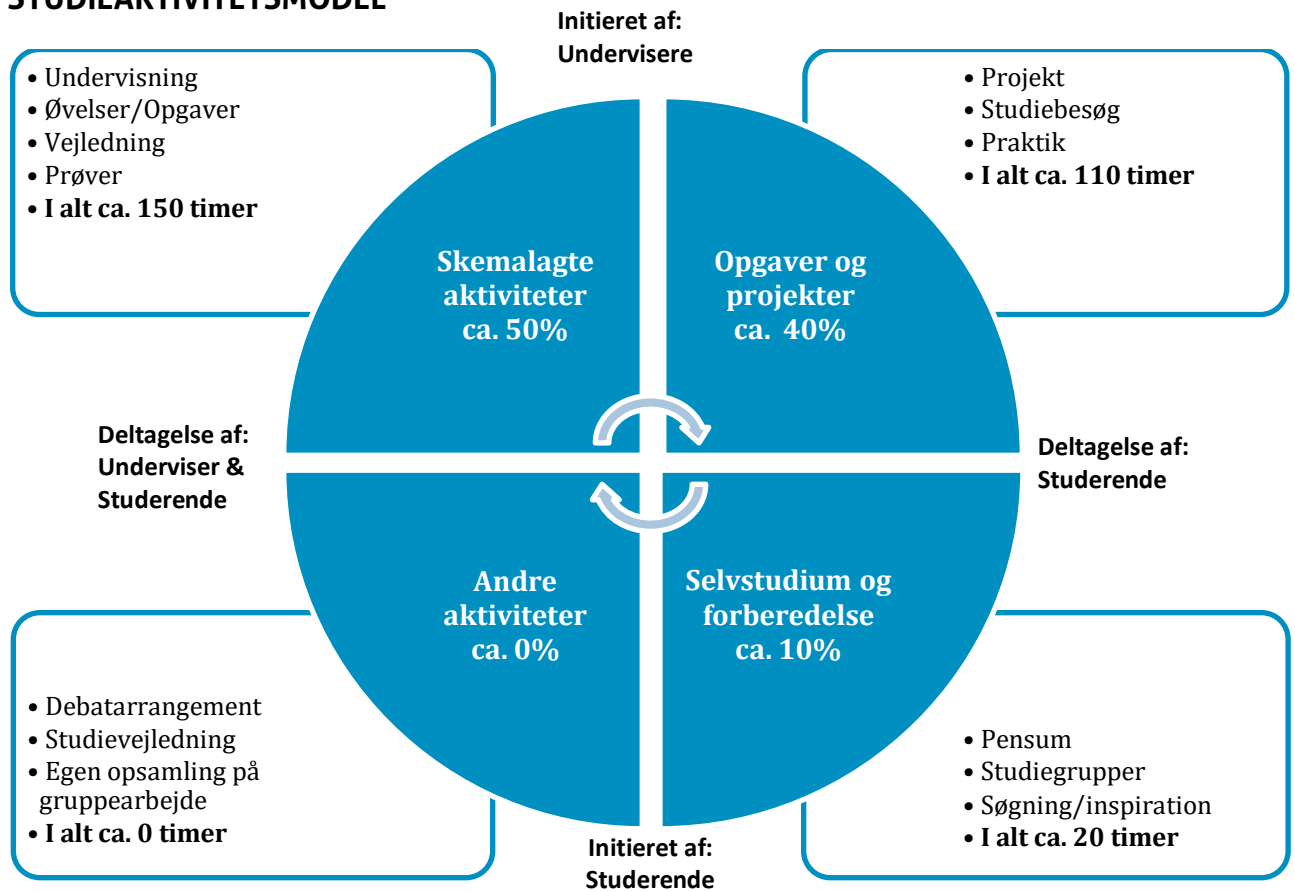 STUDIEAKTIVITETSMODEL
Initieret af:
Undervisere
• Undervisning
• Øvelser/Opgaver
• Vejledning
• Prøver
• I alt ca. 150 timer
• Projekt
• Studiebesøg
• Praktik
• I alt ca. 110 timer
Skemalagte
aktiviteter
ca. 50%
Opgaver og
projekter
ca. 40%
Deltagelse af:
Underviser &
Studerende
Deltagelse af:
Studerende
Andre
aktiviteter
ca. 0%
Selvstudium og
forberedelse
ca. 10%
• Debatarrangement
• Studievejledning
• Egen opsamling på
gruppearbejde
• I alt ca. 0 timer
• Pensum
• Studiegrupper
• Søgning/inspiration
• I alt ca. 20 timer
Initieret af:
Studerende